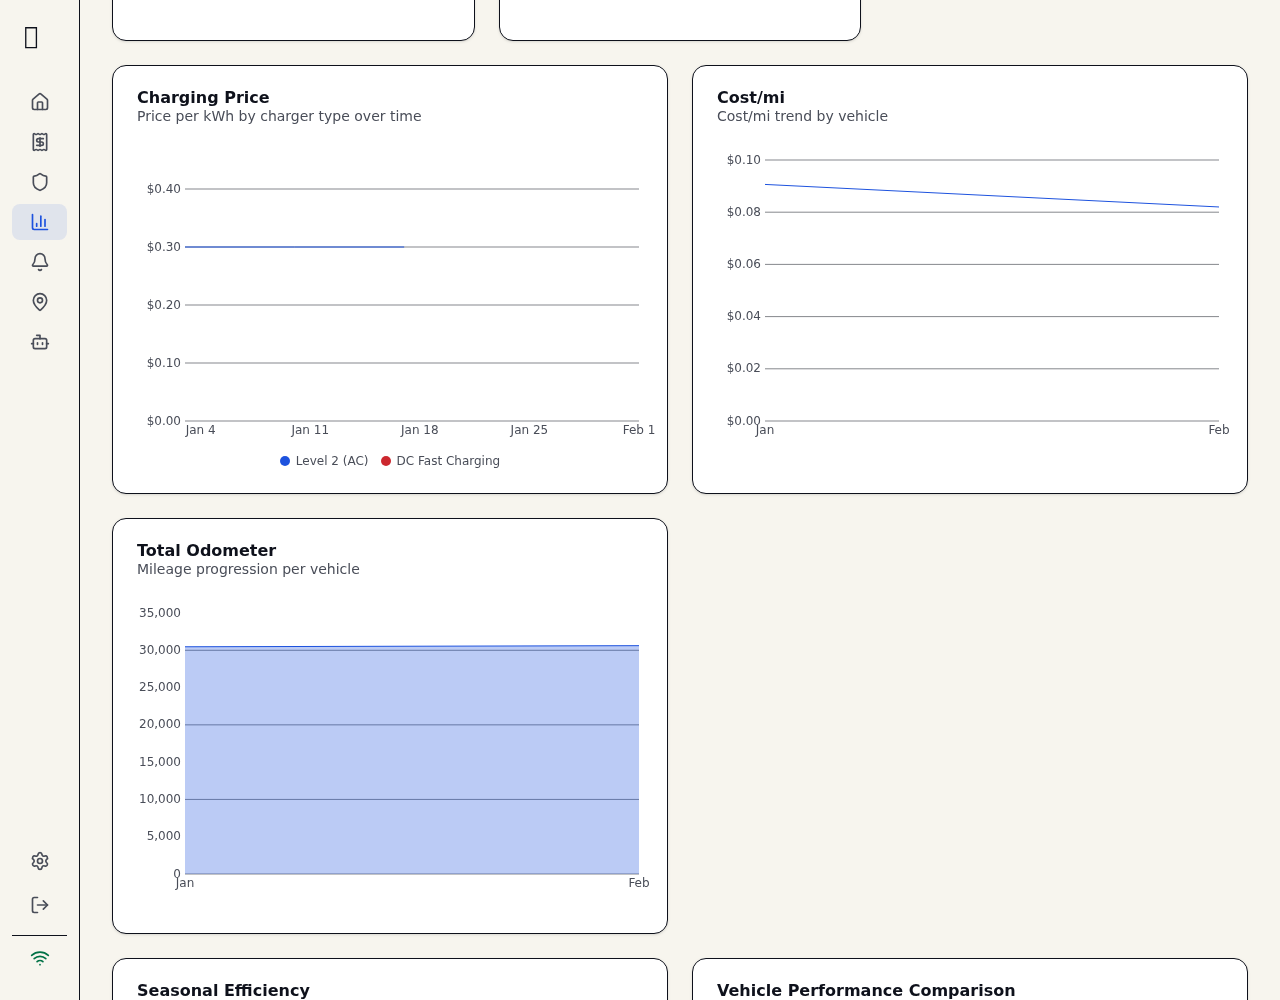 Charging Price
Price per kWh by charger type over time
$0.40
$0.30
$0.20
$0.10
$0.00
Jan 4 Jan 11 Jan 18 Jan 25 Feb 1
Level 2 (AC) DC Fast Charging
Cost/mi
Cost/mi trend by vehicle
$0.10
$0.08
$0.06
$0.04
$0.02
$0.00
Jan Feb
Total Odometer
Mileage progression per vehicle
35,000
30,000
25,000
20,000
15,000
10,000
5,000
0
Jan Feb
Seasonal Efficiency
Vehicle Performance Comparison